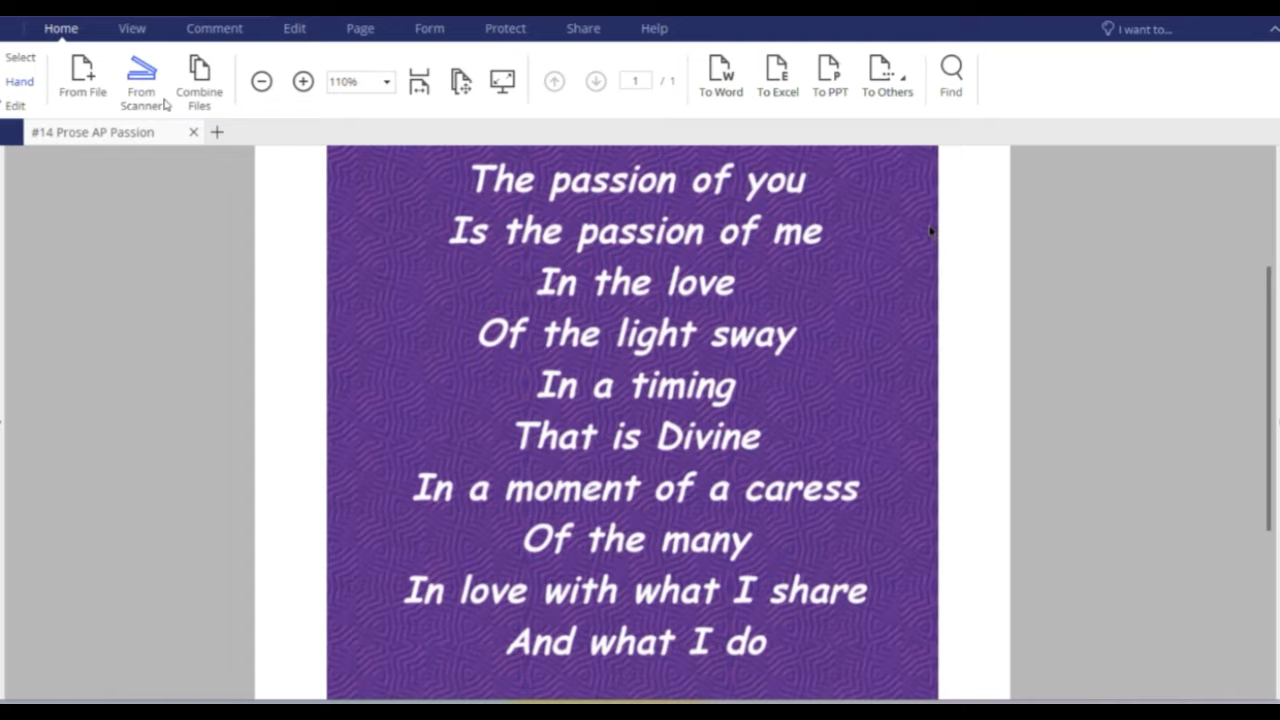 Home View Comment Edit Page Form Protect Share Help I want to...
Select
Hand
Edit
From File
From Scanner
Combine Files
110%
1 / 1
To Word
To Excel
To PPT
To Others
Find
#14 Prose AP Passion
The passion of you
Is the passion of me
In the love
Of the light sway
In a timing
That is Divine
In a moment of a caress
Of the many
In love with what I share
And what I do